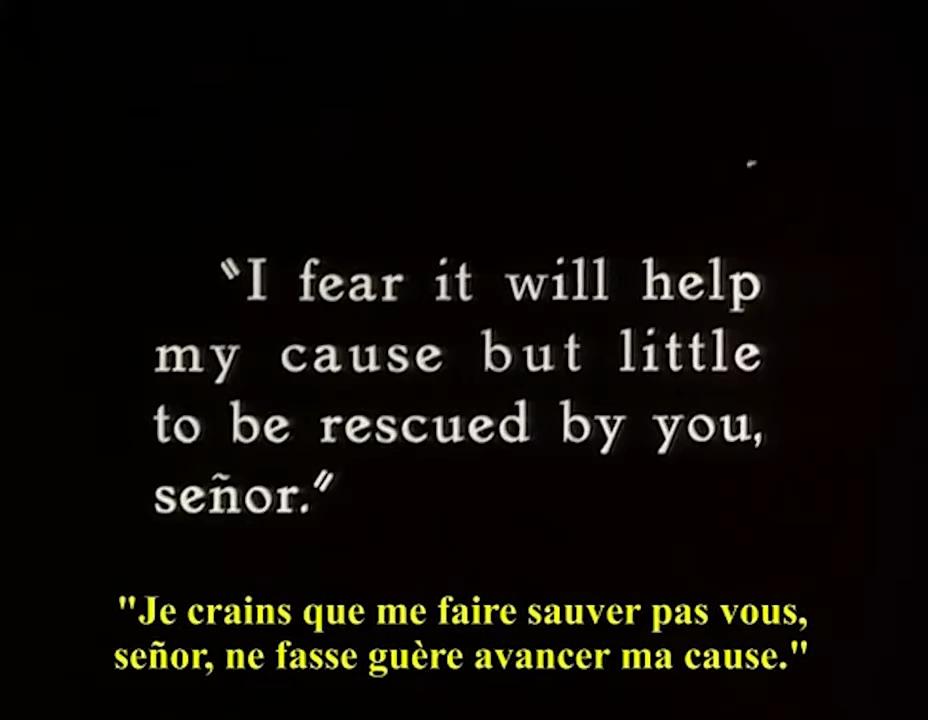 "I fear it will help
my cause but little
to be rescued by you,
señor."
"Je crains que me faire sauver pas vous,
señor, ne fasse guère avancer ma cause."